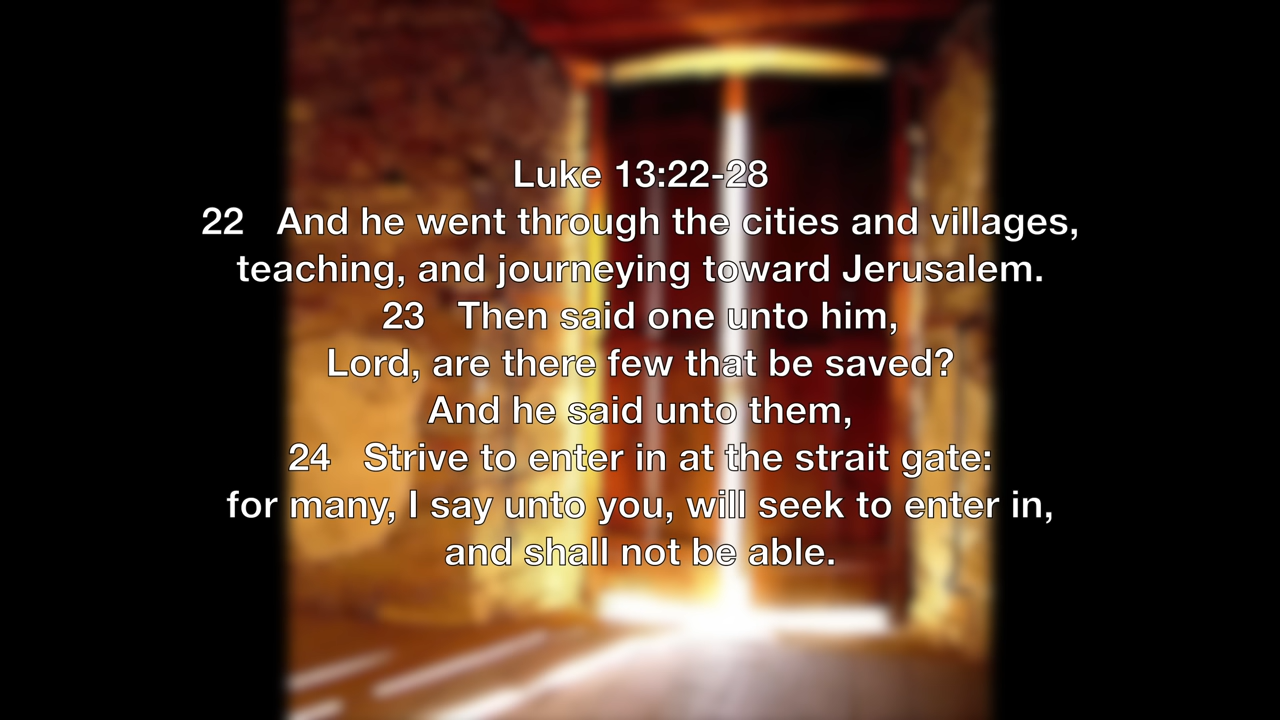 Luke 13:22-28
22 And he went through the cities and villages,
teaching, and journeying toward Jerusalem.
23 Then said one unto him,
Lord, are there few that be saved?
And he said unto them,
24 Strive to enter in at the strait gate:
for many, I say unto you, will seek to enter in,
and shall not be able.